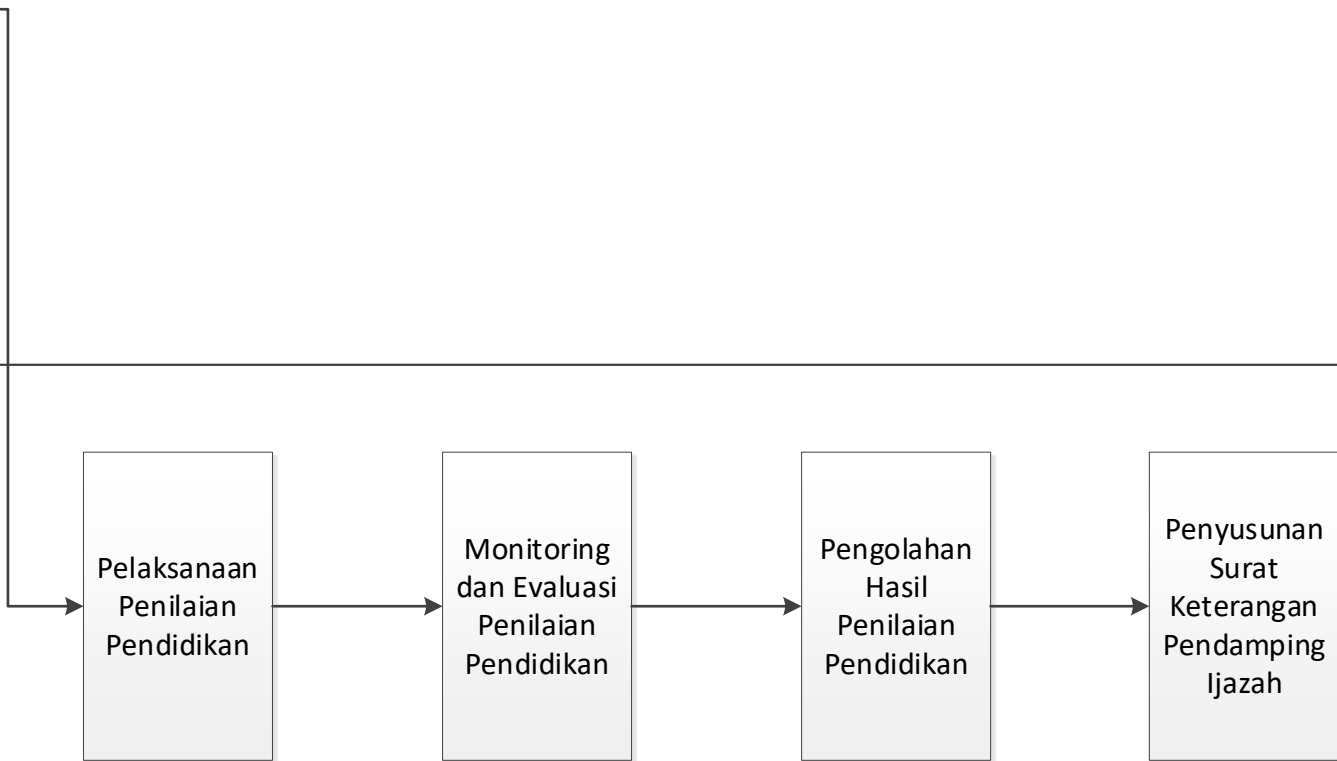 Pelaksanaan
Penilaian
Pendidikan
Monitoring
dan Evaluasi
Penilaian
Pendidikan
Pengolahan
Hasil
Penilaian
Pendidikan
Penyusunan
Surat
Keterangan
Pendamping
Ijazah